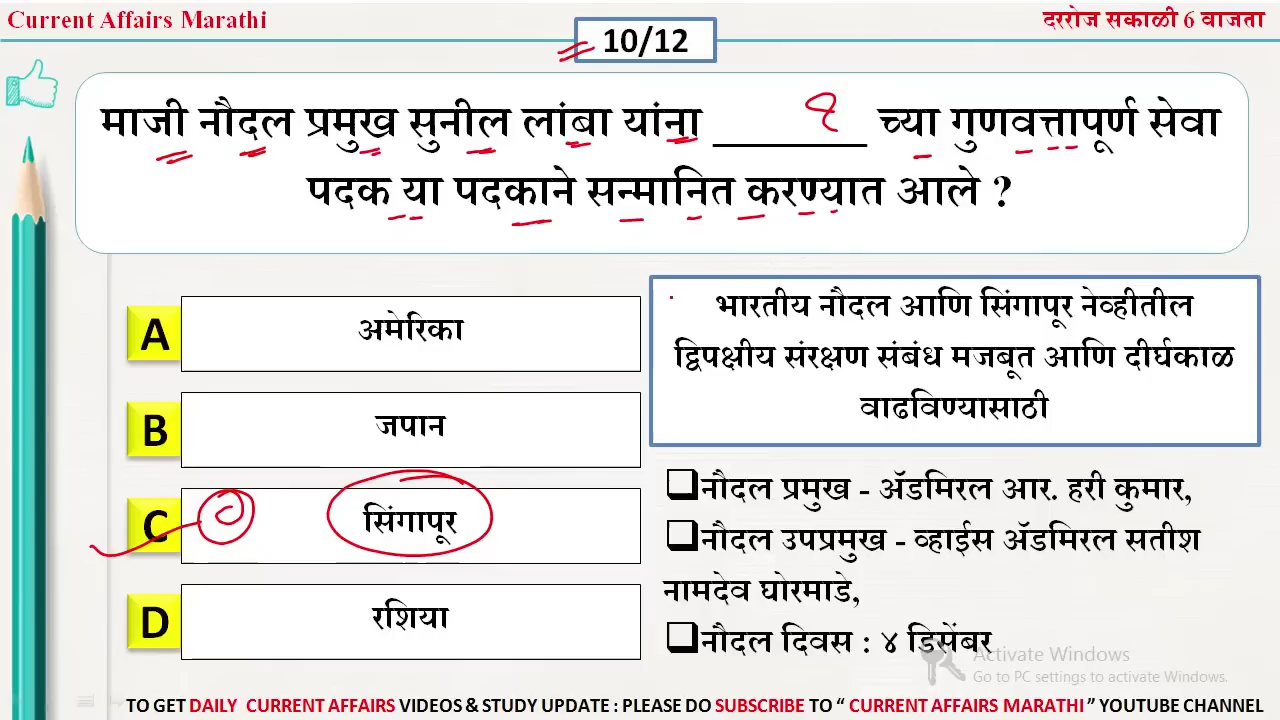 Current Affairs Marathi
दररोज सकाळी 6 वाजता
10/12
माजी नौदल प्रमुख सुनील लांबा यांना ________ च्या गुणवत्तापूर्ण सेवा
पदक या पदकाने सन्मानित करण्यात आले ?
A अमेरिका
B जपान
C सिंगापूर
D रशिया
भारतीय नौदल आणि सिंगापूर नेव्हीतील
द्विपक्षीय संरक्षण संबंध मजबूत आणि दीर्घकाळ
वाढविण्यासाठी
नौदल प्रमुख - ॲडमिरल आर. हरी कुमार,
नौदल उपप्रमुख - व्हाईस ॲडमिरल सतीश
नामदेव घोरमाडे,
नौदल दिवस : ४ डिसेंबर
Activate Windows
Go to PC settings to activate Windows.
TO GET DAILY CURRENT AFFAIRS VIDEOS & STUDY UPDATE : PLEASE DO SUBSCRIBE TO “ CURRENT AFFAIRS MARATHI ” YOUTUBE CHANNEL